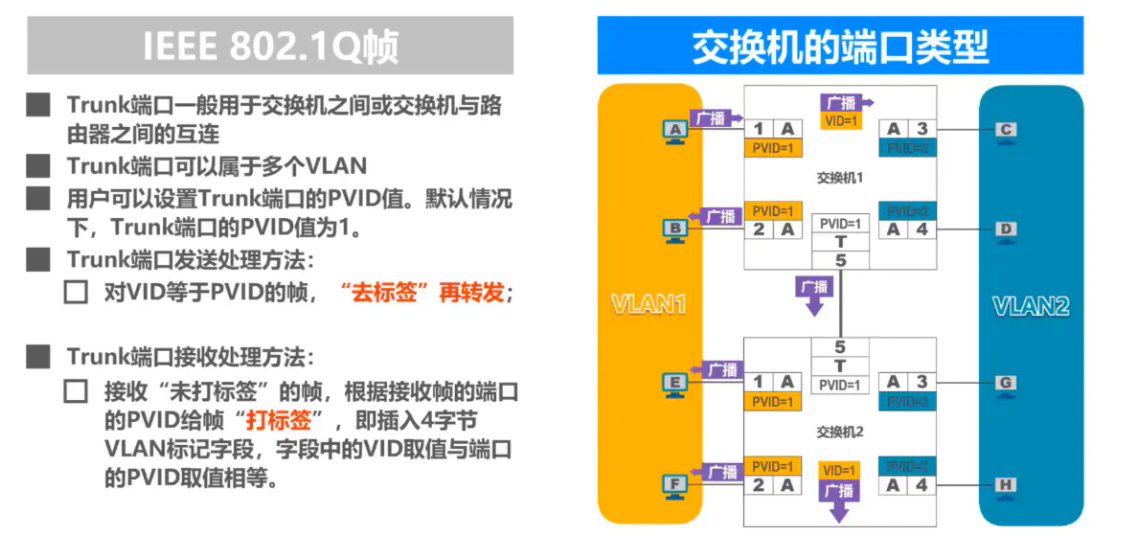 IEEE 802.1Q帧
Trunk端口一般用于交换机之间或交换机与路
由器之间的互连
Trunk端口可以属于多个VLAN
用户可以设置Trunk端口的PVID值。默认情况
下，Trunk端口的PVID值为1。
Trunk端口发送处理方法：
对VID等于PVID的帧，“去标签”再转发；
Trunk端口接收处理方法：
接收“未打标签”的帧，根据接收帧的端口
的PVID给帧“打标签”，即插入4字节
VLAN标记字段，字段中的VID取值与端口
的PVID取值相等。
交换机的端口类型
广播
广播
VID=1
A
1 A
A 3
C
PVID=1
PVID=2
交换机1
广播
PVID=1
PVID=2
B
2 A
PVID=1
A 4
D
T
5
广播
VLAN1
VLAN2
5
广播
T
E
1 A
PVID=1
A 3
G
PVID=1
PVID=2
交换机2
广播
PVID=1
VID=1
PVID=2
F
2 A
广播
A 4
H